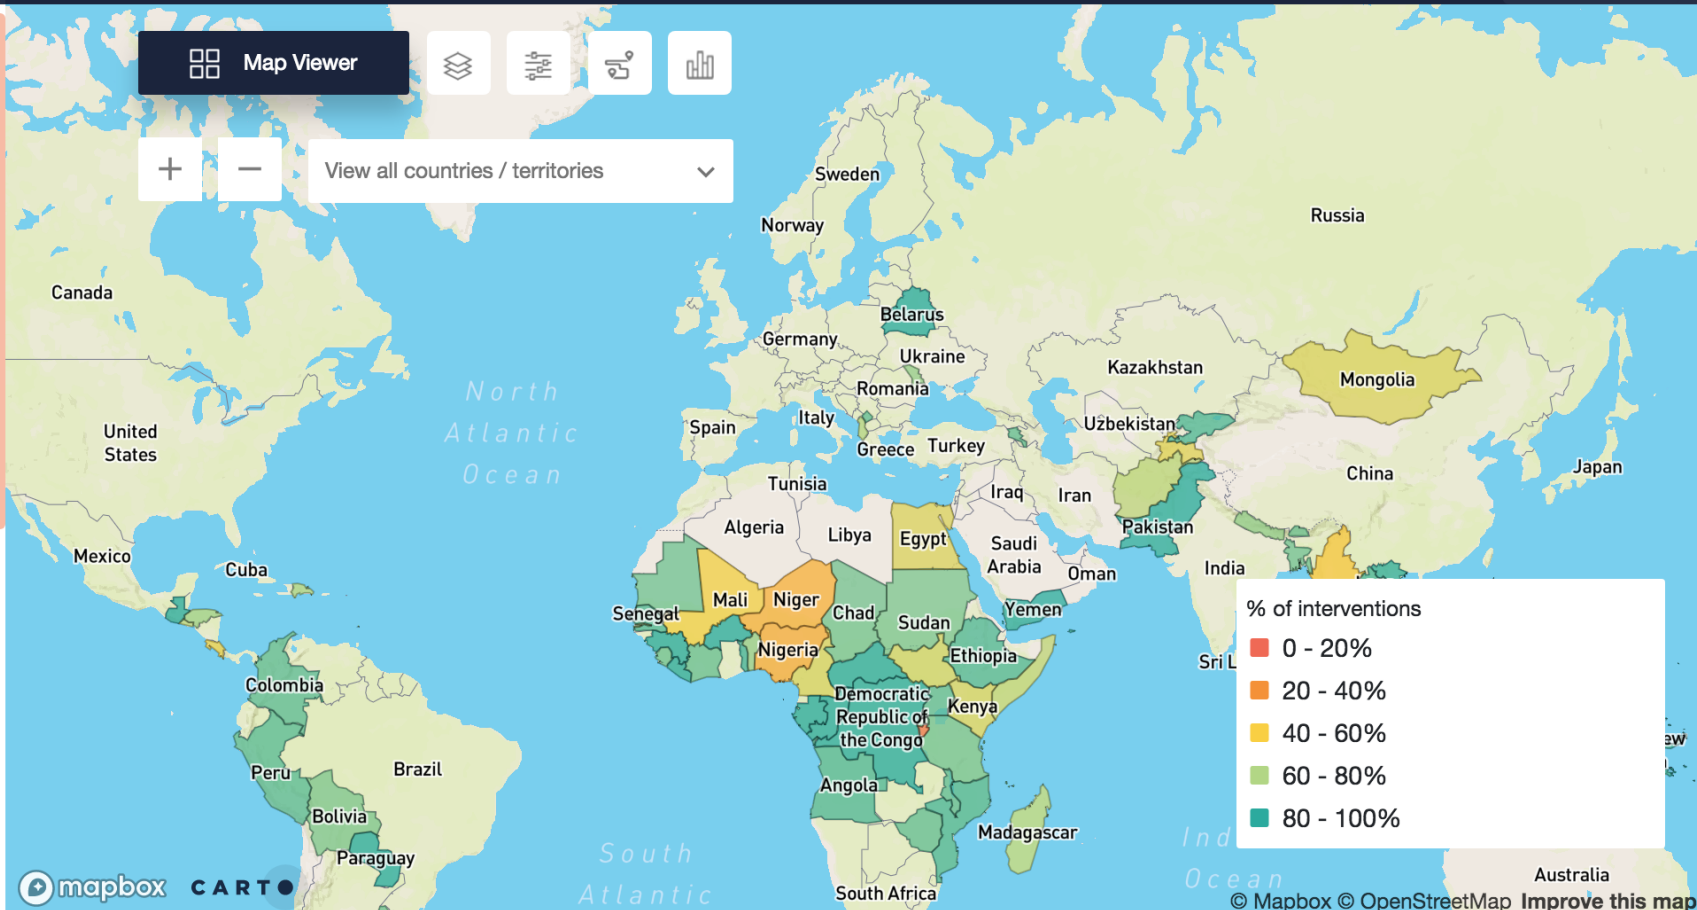 Map Viewer
View all countries / territories
Sweden
Norway
Russia
Canada
Belarus
Germany
Ukraine
Kazakhstan
Mongolia
Romania
North
Atlantic
Ocean
United
States
Spain
Italy
Uzbekistan
Greece
Turkey
China
Japan
Tunisia
Iraq
Iran
Algeria
Libya
Egypt
Pakistan
Saudi
Arabia
Oman
India
Mexico
Cuba
Senegal
Mali
Niger
Chad
Sudan
Yemen
Nigeria
Ethiopia
Sri L
Colombia
Democratic
Republic of
the Congo
Kenya
Peru
Brazil
Angola
Bolivia
Madagascar
Paraguay
South
Atlantic
South Africa
Ind
Ocean
ew
Australia
% of interventions
0 - 20%
20 - 40%
40 - 60%
60 - 80%
80 - 100%
mapbox
CARTO
© Mapbox © OpenStreetMap Improve this map